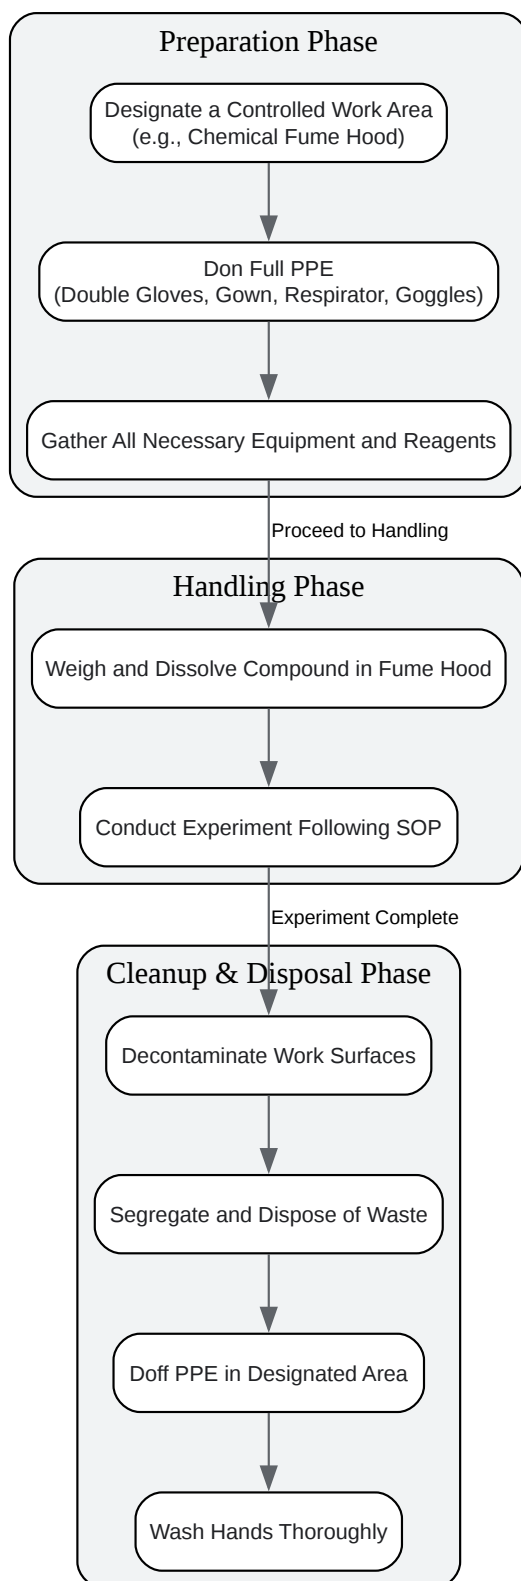 Preparation Phase
Designate a Controlled Work Area
(e.g., Chemical Fume Hood)
Don Full PPE
(Double Gloves, Gown, Respirator, Goggles)
Gather All Necessary Equipment and Reagents
Proceed to Handling
Handling Phase
Weigh and Dissolve Compound in Fume Hood
Conduct Experiment Following SOP
Experiment Complete
Cleanup & Disposal Phase
Decontaminate Work Surfaces
Segregate and Dispose of Waste
Doff PPE in Designated Area
Wash Hands Thoroughly